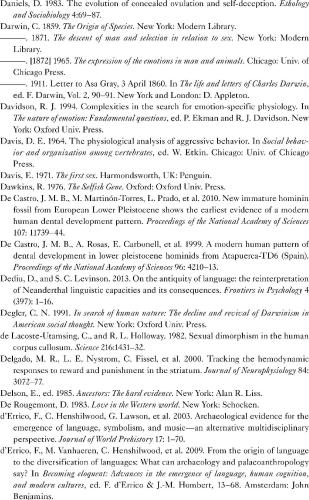 Daniels, D. 1983. The evolution of concealed ovulation and self-deception. Ethology
and Sociobiology 4:69–87.
Darwin, C. 1859. The Origin of Species. New York: Modern Library.
———. 1871. The descent of man and selection in relation to sex. New York: Modern
Library.
———. [1872] 1965. The expression of the emotions in man and animals. Chicago: Univ. of
Chicago Press.
———. 1911. Letter to Asa Gray, 3 April 1860. In The life and letters of Charles Darwin,
ed. F. Darwin, Vol. 2, 90–91. New York and London: D. Appleton.
Davidson, R. J. 1994. Complexities in the search for emotion-specific physiology. In
The nature of emotion: Fundamental questions, ed. P. Ekman and R. J. Davidson. New
York: Oxford Univ. Press.
Davis, D. E. 1964. The physiological analysis of aggressive behavior. In Social behav-
ior and organization among vertebrates, ed. W. Etkin. Chicago: Univ. of Chicago
Press.
Davis, E. 1971. The first sex. Harmondsworth, UK: Penguin.
Dawkins, R. 1976. The Selfish Gene. Oxford: Oxford Univ. Press.
De Castro, J. M. B., M. Martinón-Torres, L. Prado, et al. 2010. New immature hominin
fossil from European Lower Pleistocene shows the earliest evidence of a modern
human dental development pattern. Proceedings of the National Academy of Sciences
107: 11739–44.
De Castro, J. M. B., A. Rosas, E. Carbonell, et al. 1999. A modern human pattern of
dental development in lower pleistocene hominids from Atapuerca-TD6 (Spain).
Proceedings of the National Academy of Sciences 96: 4210–13.
Dediu, D., and S. C. Levinson. 2013. On the antiquity of language: the reinterpretation
of Neanderthal linguistic capacities and its consequences. Frontiers in Psychology 4
(397): 1–16.
Degler, C. N. 1991. In search of human nature: The decline and revival of Darwinism in
American social thought. New York: Oxford Univ. Press.
de Lacoste-Utamsing, C., and R. L. Holloway. 1982. Sexual dimorphism in the human
corpus callosum. Science 216:1431–32.
Delgado, M. R., L. E. Nystrom, C. Fissel, et al. 2000. Tracking the hemodynamic
responses to reward and punishment in the striatum. Journal of Neurophysiology 84:
3072–77.
Delson, E., ed. 1985. Ancestors: The hard evidence. New York: Alan R. Liss.
De Rougemont, D. 1983. Love in the Western world. New York: Schocken.
d'Errico, F., C. Henshilwood, G. Lawson, et al. 2003. Archaeological evidence for the
emergence of language, symbolism, and music—an alternative multidisciplinary
perspective. Journal of World Prehistory 17: 1–70.
d'Errico, F., M. Vanhaeren, C. Henshilwood, et al. 2009. From the origin of language
to the diversification of languages: What can archaeology and palaeoanthropology
say? In Becoming eloquent: Advances in the emergence of language, human cognition,
and modern cultures, ed. F. d'Errico & J.-M. Hombert, 13–68. Amsterdam: John
Benjamins.